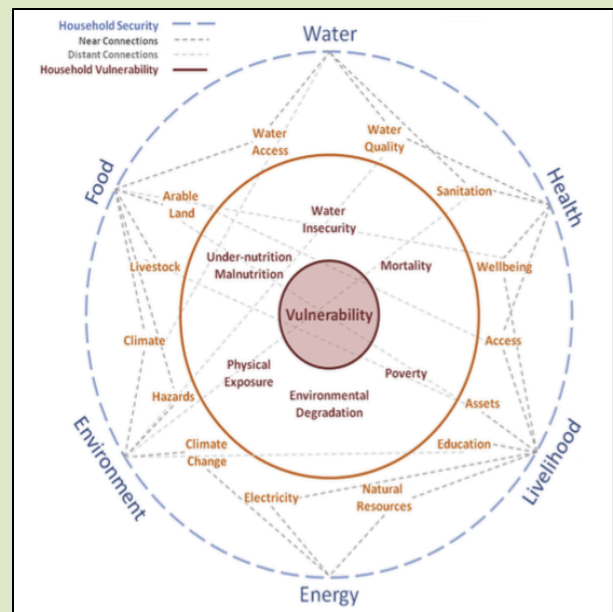 Household Security
Near Connections
Distant Connections
Household Vulnerability
Water
Water
Access
Water
Quality
Food
Health
Arable
Land
Sanitation
Water
Insecurity
Livestock
Under-nutrition
Malnutrition
Mortality
Wellbeing
Vulnerability
Climate
Access
Physical
Exposure
Poverty
Hazards
Environmental
Degradation
Assets
Environment
Livelihood
Climate
Change
Education
Electricity
Natural
Resources
Energy